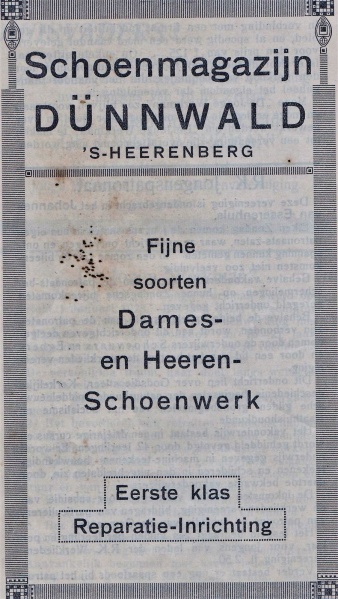 Schoenmagazijn
DÜNNWALD
'S-HEERENBERG
Fijne
soorten
Dames-
en Heeren-
Schoenwerk
Eerste klas
Reparatie-Inrichting